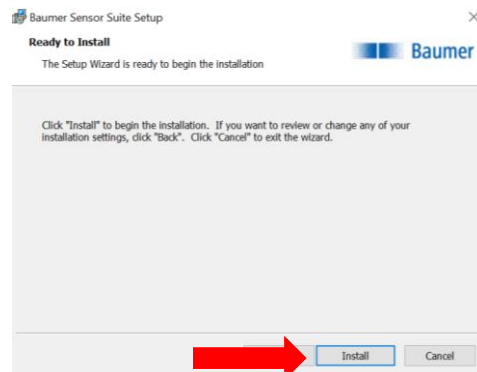 Baumer Sensor Suite Setup
Ready to Install
The Setup Wizard is ready to begin the installation
Baumer
Click "Install" to begin the installation. If you want to review or change any of your
installation settings, click "Back". Click "Cancel" to exit the wizard.
Install
Cancel